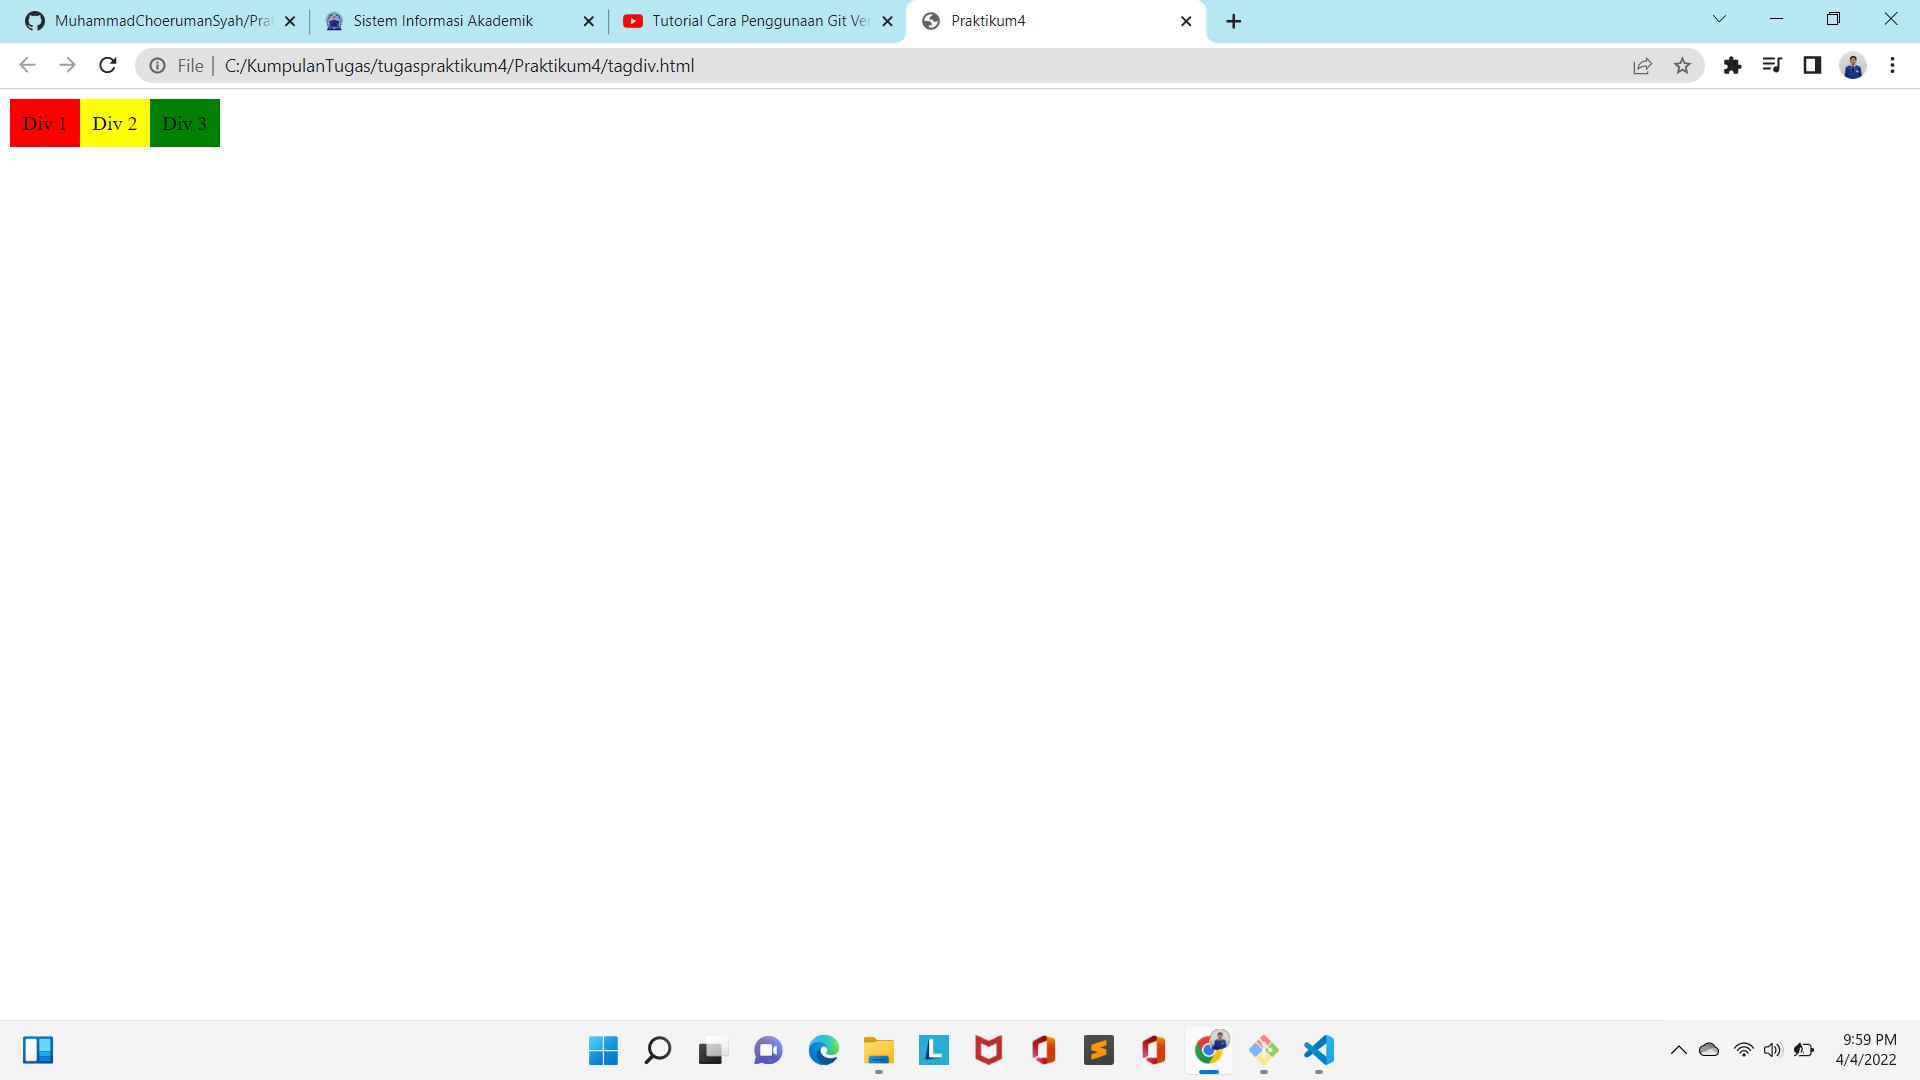 MuhammadChoerumanSyah/Pra
Sistem Informasi Akademik
Tutorial Cara Penggunaan Git Ver
Praktikum4
File
C:/KumpulanTugas/tugaspraktikum4/Praktikum4/tagdiv.html
Div 1
Div 2
Div 3
9:59 PM
4/4/2022